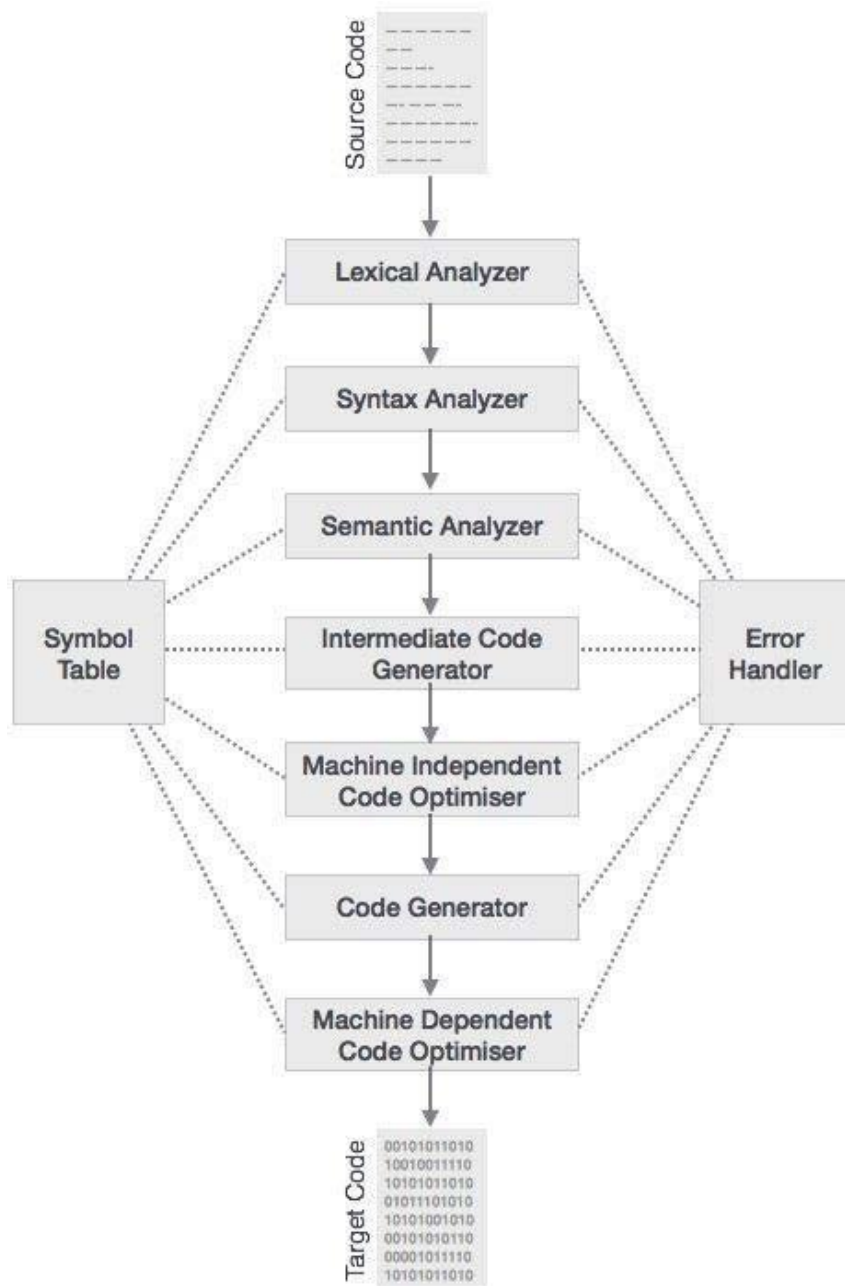 Source Code
Lexical Analyzer
Syntax Analyzer
Semantic Analyzer
Symbol
Table
Intermediate Code
Generator
Error
Handler
Machine Independent
Code Optimiser
Code Generator
Machine Dependent
Code Optimiser
Target Code
00101011010
10010011110
10101011010
01011101010
10101001010
00101010110
00001011110
10101011010